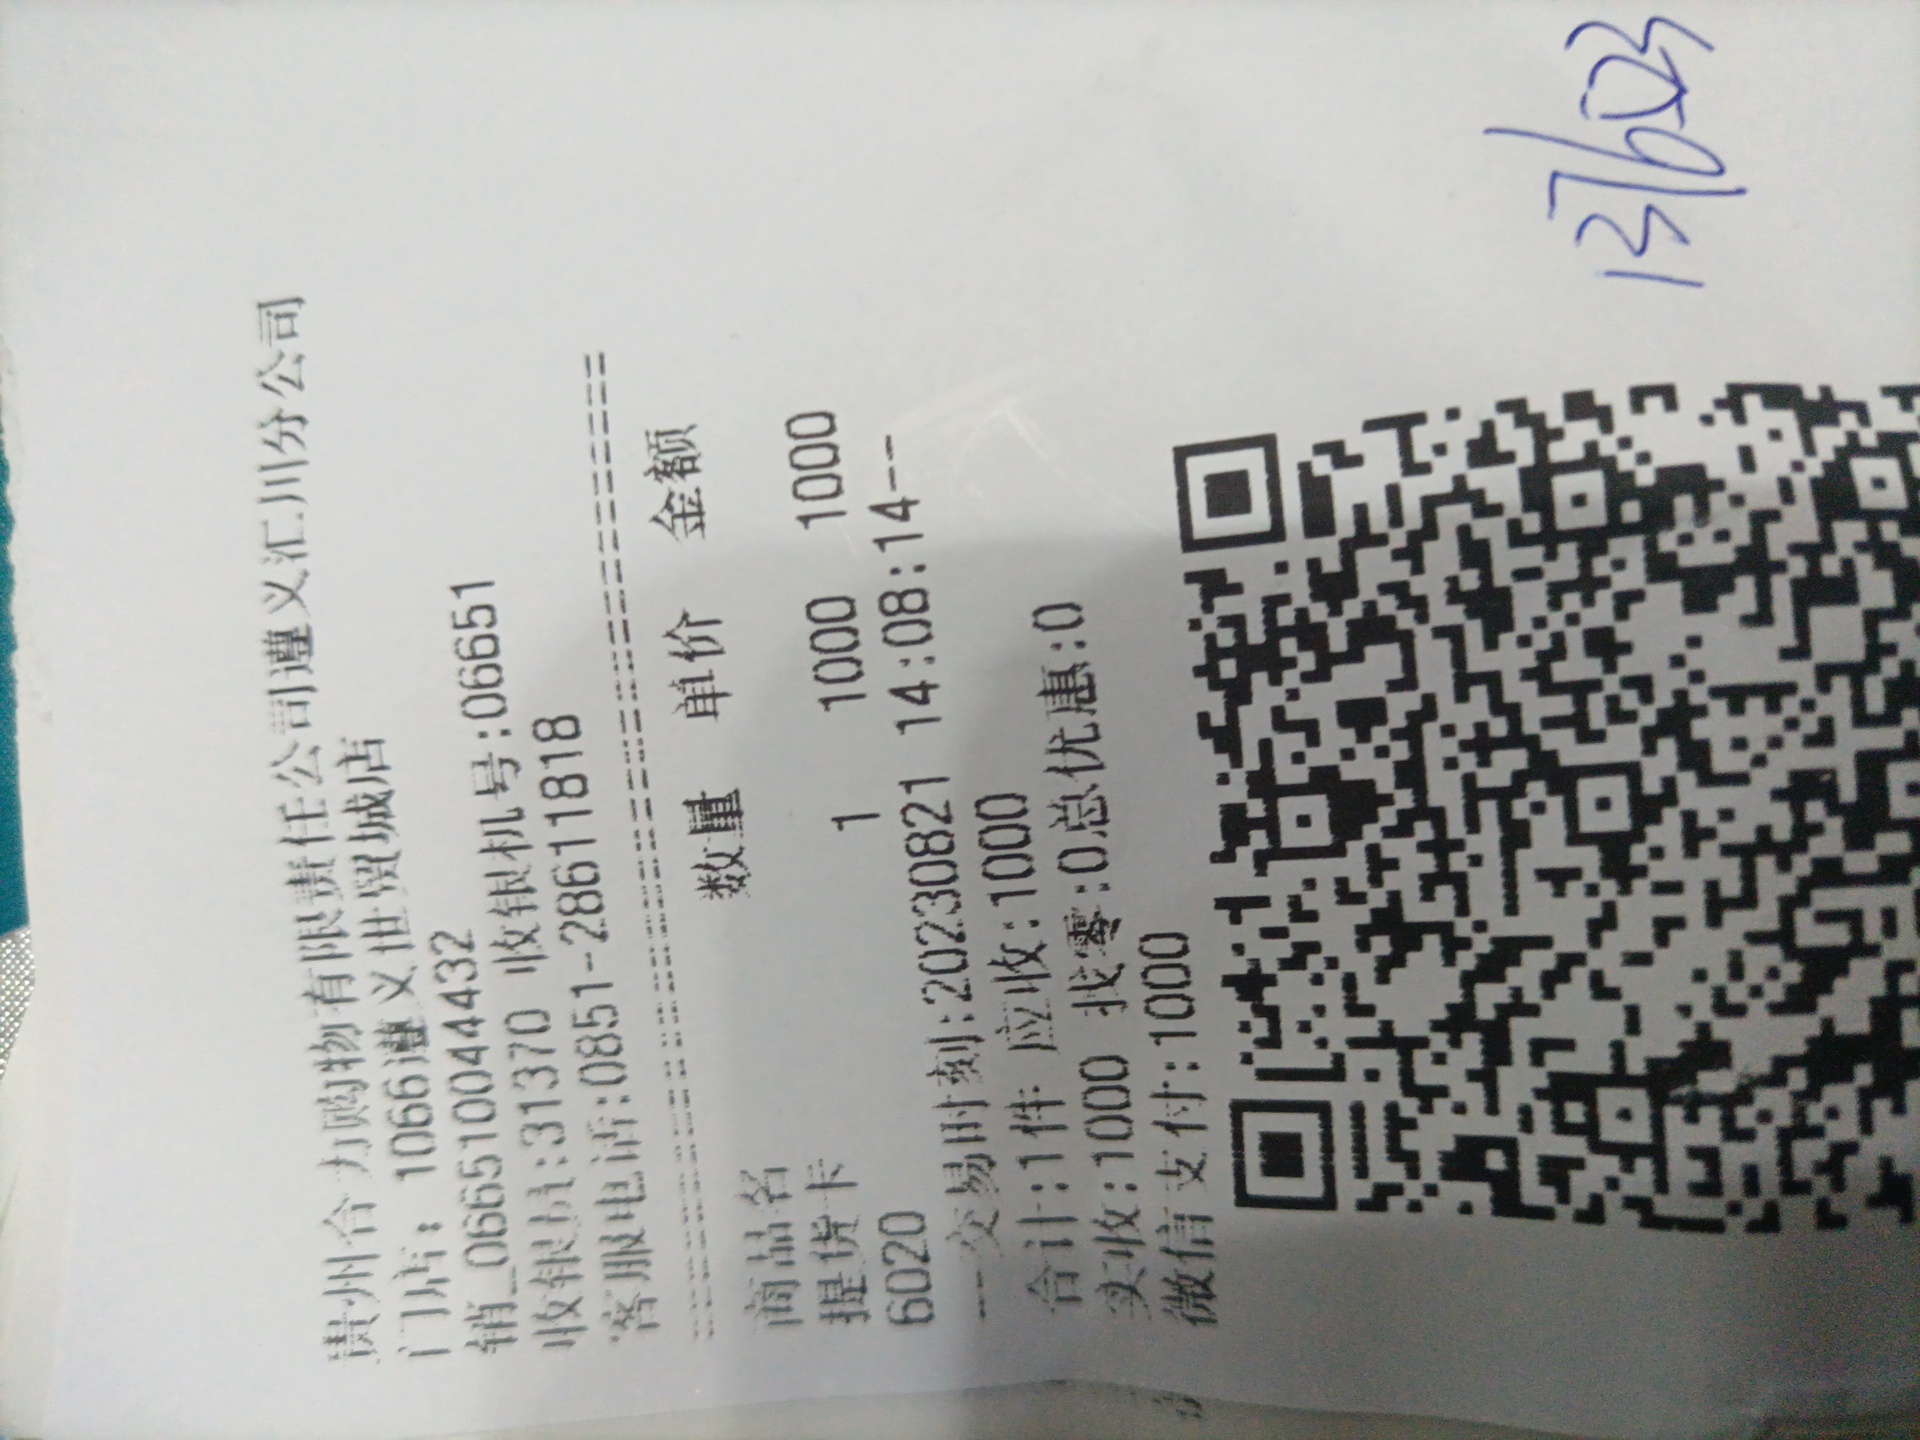 贵州合力购物有限责任公司遵义汇川分公司
门店: 1066遵义世贸城店
销_066510044432
收银员:31370 收银机号:06651
客服电话:0851-28611818
================================
商品名 数量 单价 金额
提货卡
6020 1 1000 1000
--交易时刻:20230821 14:08:14--
合计:1件 应收:1000
实收:1000 找零:0总优惠:0
微信支付:1000